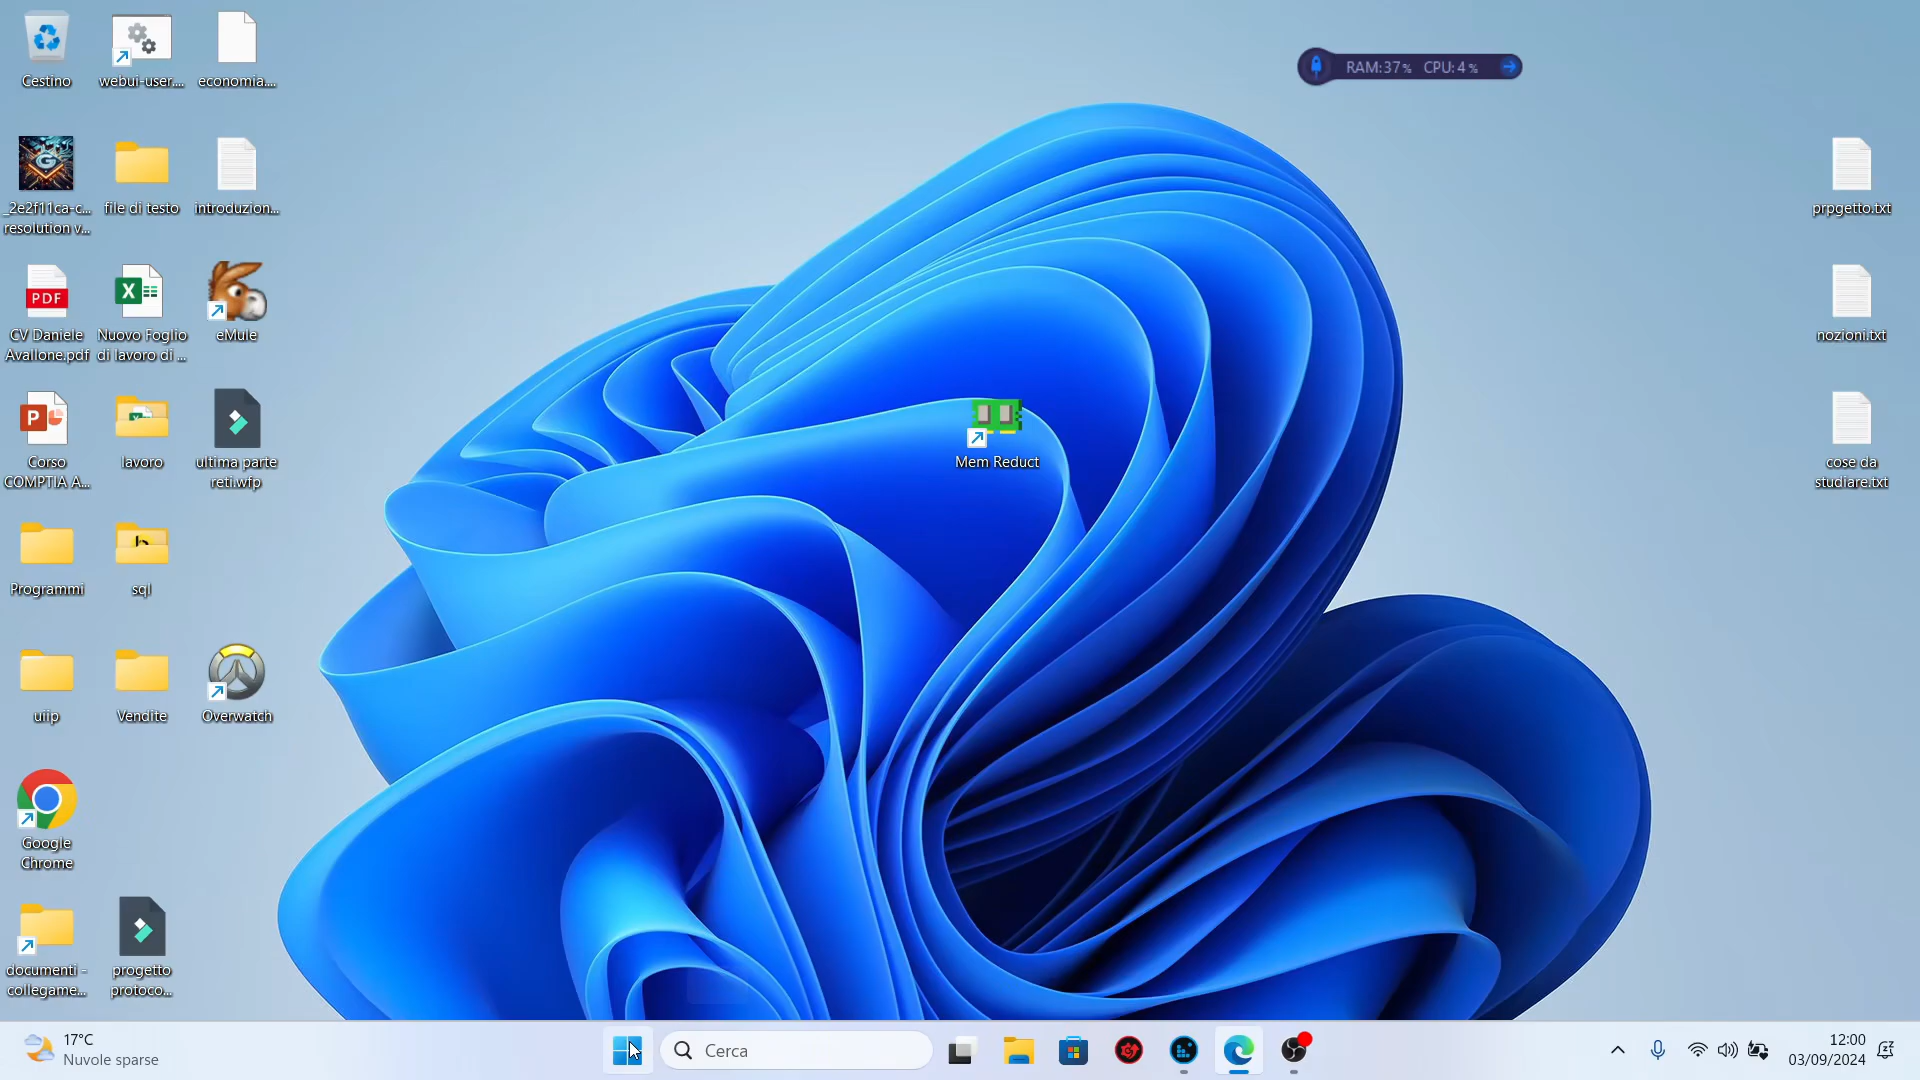 Cestino
webui-user....
economia....
RAM:37% CPU:4%
_2e2f11ca-c...
resolution v...
file di testo
introduzion...
prpgetto.txt
PDF
CV Daniele
Avallone.pdf
Nuovo Foglio
di lavoro di ...
eMule
nozioni.txt
Corso
COMPTIA A...
lavoro
ultima parte
reti.wfp
Mem Reduct
cose da
studiare.txt
Programmi
sql
uiip
Vendite
Overwatch
Google
Chrome
documenti -
collegame...
progetto
protoco...
17°C
Nuvole sparse
Cerca
12:00
03/09/2024